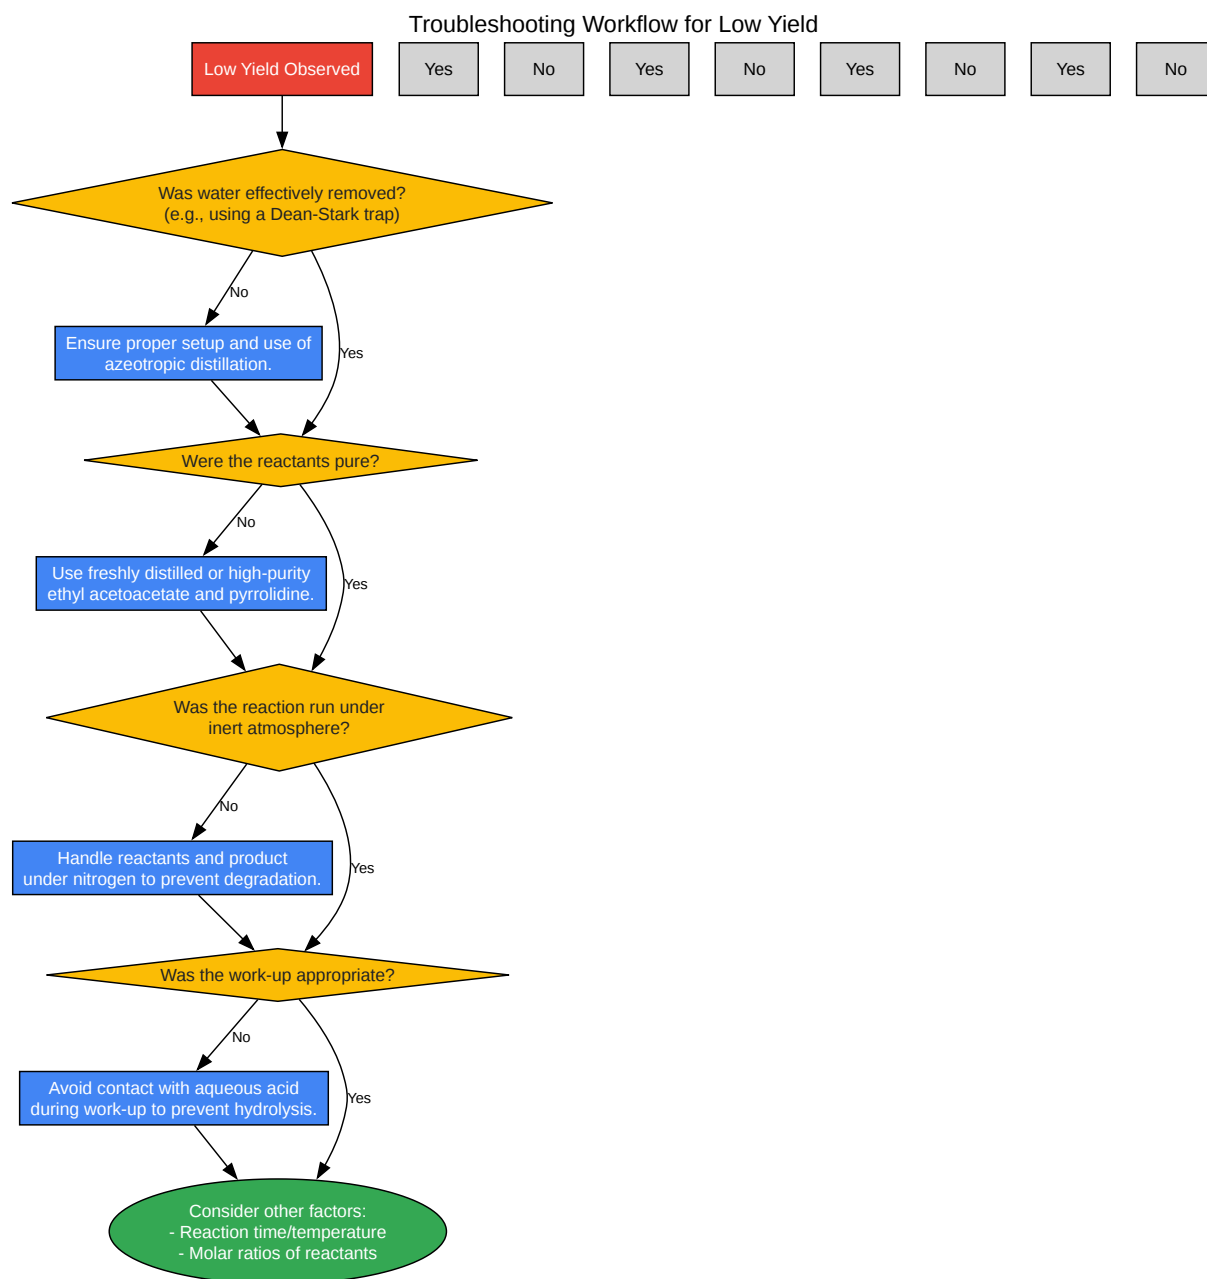 Troubleshooting Workflow for Low Yield
Low Yield Observed
Yes
No
Yes
No
Yes
No
Yes
No
Was water effectively removed?
(e.g., using a Dean-Stark trap)
No
Ensure proper setup and use of
azeotropic distillation.
Yes
Were the reactants pure?
No
Use freshly distilled or high-purity
ethyl acetoacetate and pyrrolidine.
Yes
Was the reaction run under
inert atmosphere?
No
Handle reactants and product
under nitrogen to prevent degradation.
Yes
Was the work-up appropriate?
No
Avoid contact with aqueous acid
during work-up to prevent hydrolysis.
Yes
Consider other factors:
- Reaction time/temperature
- Molar ratios of reactants